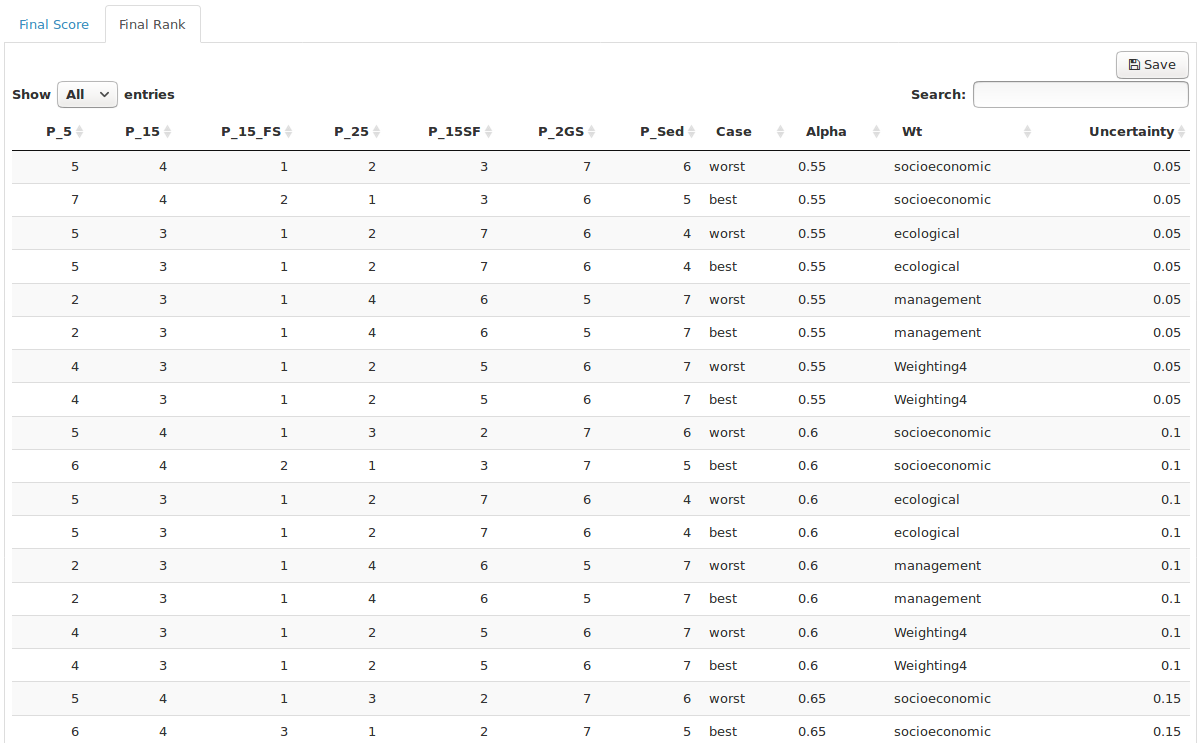 Final Score Final Rank
Save
Show All entries Search:
P_5 P_15 P_15_FS P_25 P_15SF P_2GS P_Sed Case Alpha Wt Uncertainty
5 4 1 2 3 7 6 worst 0.55 socioeconomic 0.05
7 4 2 1 3 6 5 best 0.55 socioeconomic 0.05
5 3 1 2 7 6 4 worst 0.55 ecological 0.05
5 3 1 2 7 6 4 best 0.55 ecological 0.05
2 3 1 4 6 5 7 worst 0.55 management 0.05
2 3 1 4 6 5 7 best 0.55 management 0.05
4 3 1 2 5 6 7 worst 0.55 Weighting4 0.05
4 3 1 2 5 6 7 best 0.55 Weighting4 0.05
5 4 1 3 2 7 6 worst 0.6 socioeconomic 0.1
6 4 2 1 3 7 5 best 0.6 socioeconomic 0.1
5 3 1 2 7 6 4 worst 0.6 ecological 0.1
5 3 1 2 7 6 4 best 0.6 ecological 0.1
2 3 1 4 6 5 7 worst 0.6 management 0.1
2 3 1 4 6 5 7 best 0.6 management 0.1
4 3 1 2 5 6 7 worst 0.6 Weighting4 0.1
4 3 1 2 5 6 7 best 0.6 Weighting4 0.1
5 4 1 3 2 7 6 worst 0.65 socioeconomic 0.15
6 4 3 1 2 7 5 best 0.65 socioeconomic 0.15